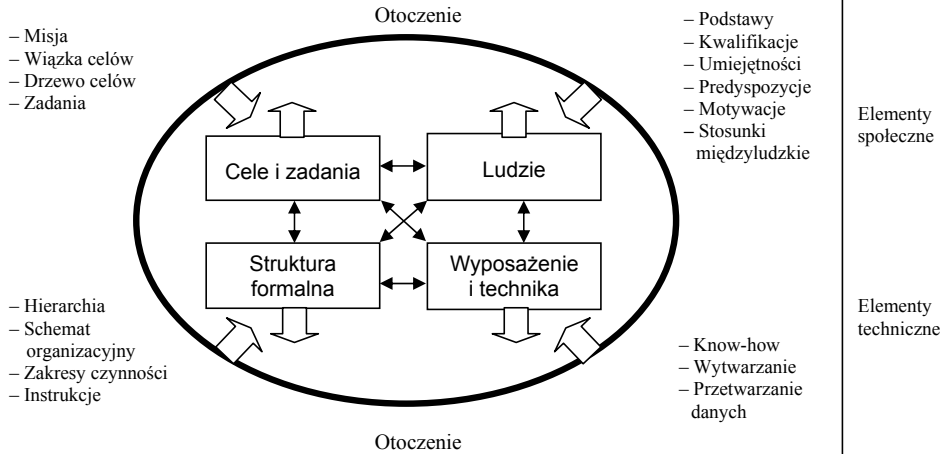 Otoczenie
– Misja
– Wiązka celów
– Drzewo celów
– Zadania
– Podstawy
– Kwalifikacje
– Umiejętności
– Predyspozycje
– Motywacje
– Stosunki
międzyludzkie
Elementy
społeczne
Cele i zadania
Ludzie
Struktura
formalna
Wyposażenie
i technika
– Hierarchia
– Schemat
organizacyjny
– Zakresy czynności
– Instrukcje
– Know-how
– Wytwarzanie
– Przetwarzanie
danych
Elementy
techniczne
Otoczenie